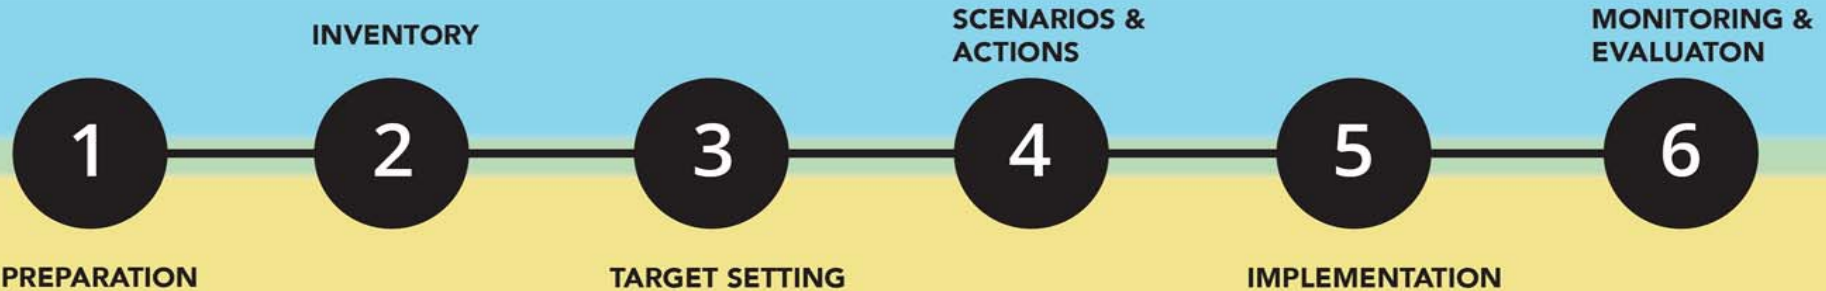 INVENTORY
SCENARIOS &
ACTIONS
MONITORING &
EVALUATON
1
2
3
4
5
6
PREPARATION
TARGET SETTING
IMPLEMENTATION